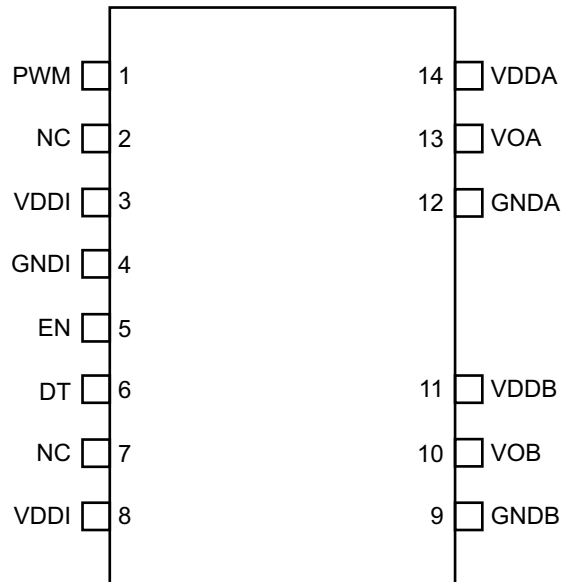 PWM 1 14 VDDA
NC 2 13 VOA
VDDI 3 12 GNDA
GNDI 4
EN 5
DT 6 11 VDDB
NC 7 10 VOB
VDDI 8 9 GNDB